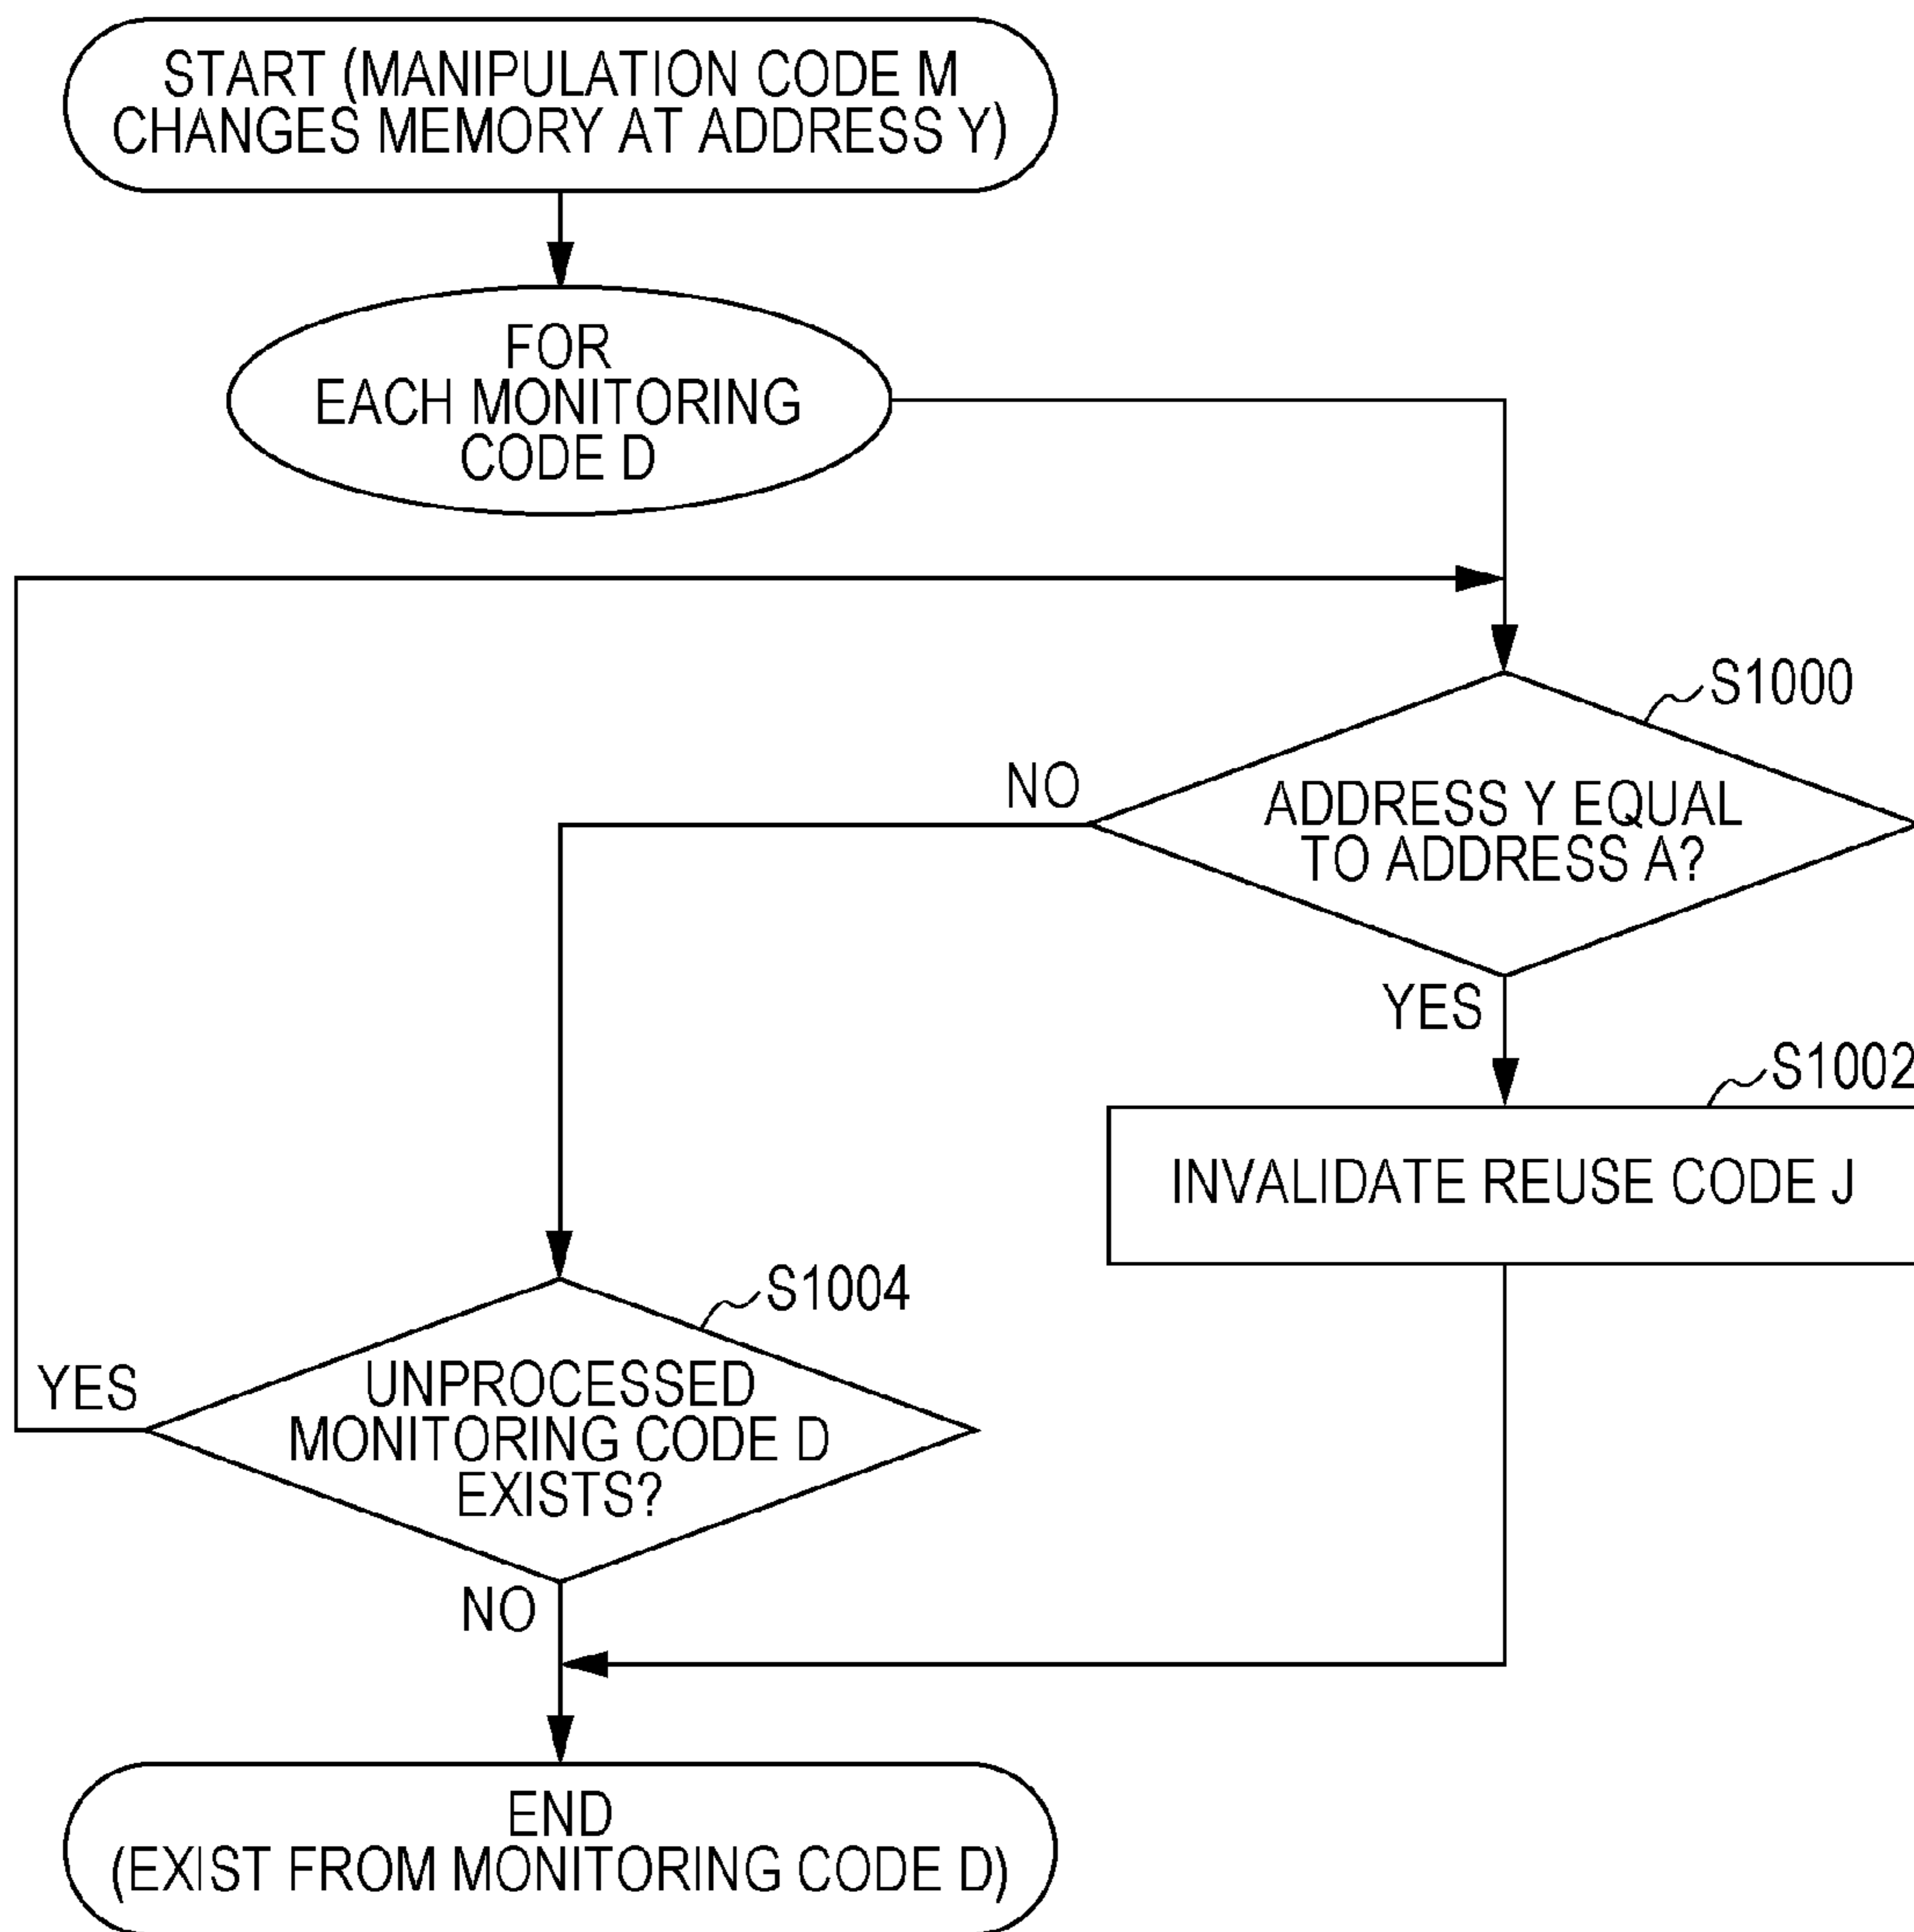 START (MANIPULATION CODE M
CHANGES MEMORY AT ADDRESS Y)
FOR
EACH MONITORING
CODE D
S1000
NO
ADDRESS Y EQUAL
TO ADDRESS A?
YES
S1002
INVALIDATE REUSE CODE J
S1004
YES
UNPROCESSED
MONITORING CODE D
EXISTS?
NO
END
(EXIST FROM MONITORING CODE D)